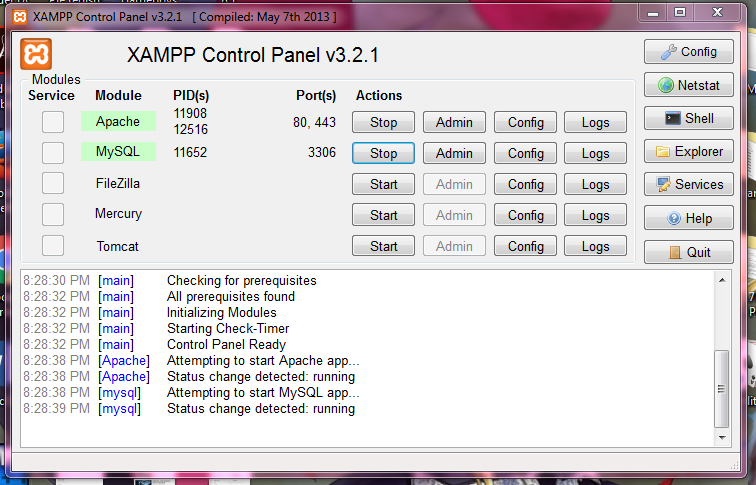 XAMPP Control Panel v3.2.1 [ Compiled: May 7th 2013 ]
XAMPP Control Panel v3.2.1
Config
Modules
Service Module PID(s) Port(s) Actions
Netstat
Apache 11908 12516 80, 443 Stop Admin Config Logs
Shell
MySQL 11652 3306 Stop Admin Config Logs
Explorer
FileZilla Start Admin Config Logs
Services
Mercury Start Admin Config Logs
Help
Tomcat Start Admin Config Logs
Quit
8:28:30 PM [main] Checking for prerequisites
8:28:32 PM [main] All prerequisites found
8:28:32 PM [main] Initializing Modules
8:28:32 PM [main] Starting Check-Timer
8:28:32 PM [main] Control Panel Ready
8:28:38 PM [Apache] Attempting to start Apache app...
8:28:38 PM [Apache] Status change detected: running
8:28:38 PM [mysql] Attempting to start MySQL app...
8:28:39 PM [mysql] Status change detected: running